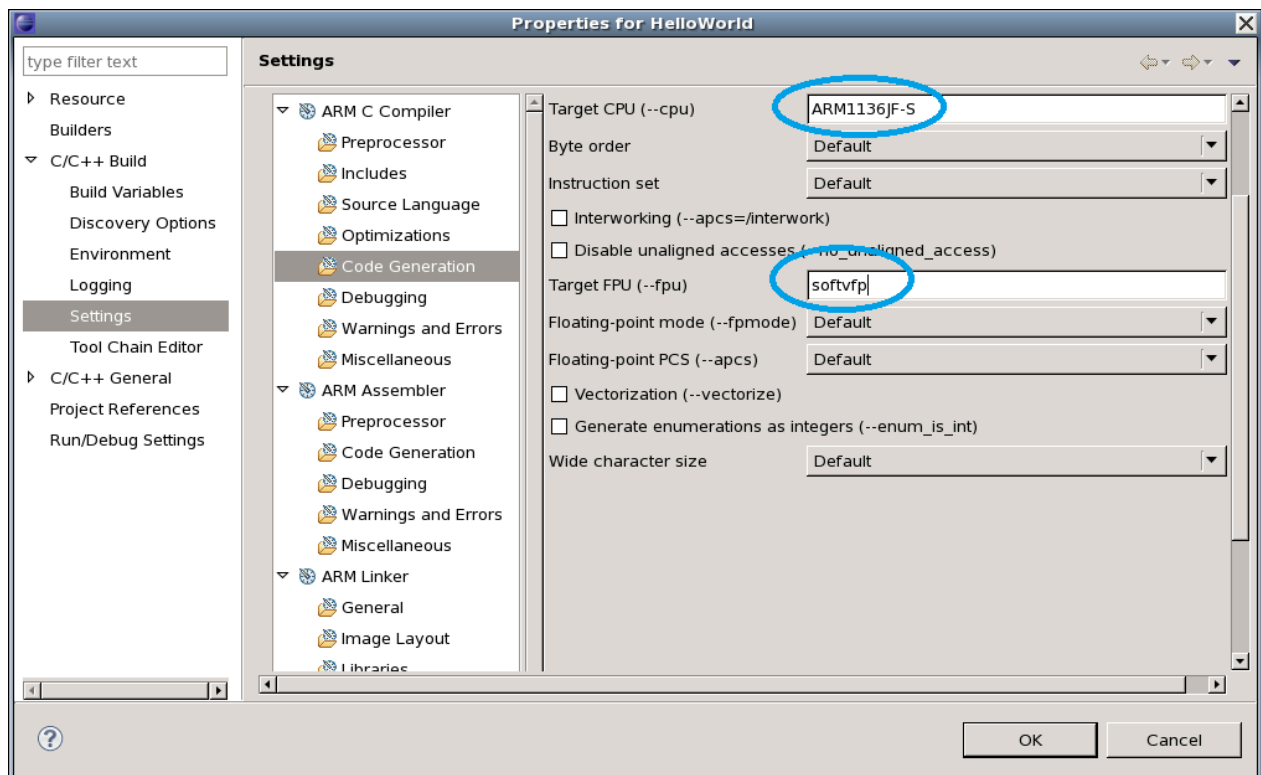 Properties for HelloWorld
type filter text
Resource
Builders
C/C++ Build
Build Variables
Discovery Options
Environment
Logging
Settings
Tool Chain Editor
C/C++ General
Project References
Run/Debug Settings
Settings
ARM C Compiler
Preprocessor
Includes
Source Language
Optimizations
Code Generation
Debugging
Warnings and Errors
Miscellaneous
ARM Assembler
Preprocessor
Code Generation
Debugging
Warnings and Errors
Miscellaneous
ARM Linker
General
Image Layout
Libraries
Target CPU (--cpu) ARM1136JF-S
Byte order Default
Instruction set Default
Interworking (--apcs=/interwork)
Disable unaligned accesses (--no_unaligned_access)
Target FPU (--fpu) softvfp
Floating-point mode (--fpmode) Default
Floating-point PCS (--apcs) Default
Vectorization (--vectorize)
Generate enumerations as integers (--enum_is_int)
Wide character size Default
?
OK Cancel